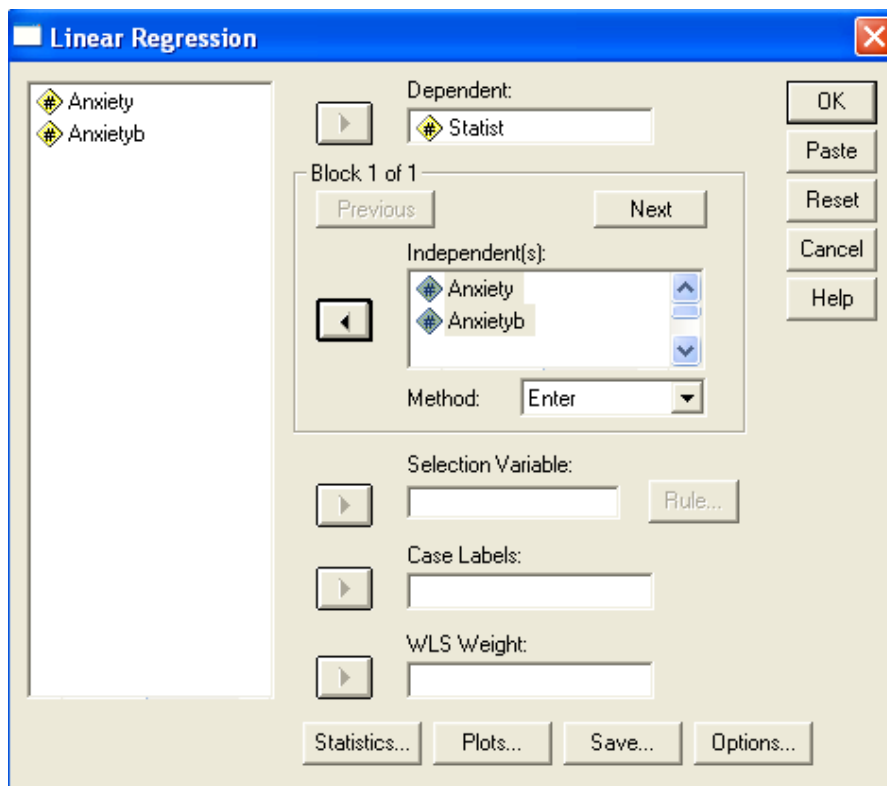 Linear Regression
Anxiety
Anxietyb
Dependent:
Statist
Block 1 of 1
Previous
Next
Independent(s):
Anxiety
Anxietyb
Method:
Enter
Selection Variable:
Rule...
Case Labels:
WLS Weight:
Statistics...
Plots...
Save...
Options...
OK
Paste
Reset
Cancel
Help